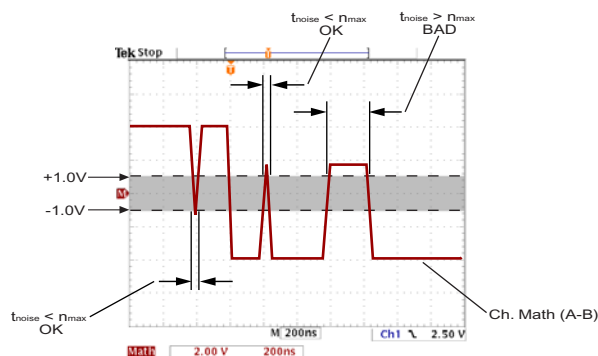 tnoise < nmax
OK
tnoise > nmax
BAD
Tek Stop
T
T
+1.0V
M
-1.0V
tnoise < nmax
OK
Ch. Math (A-B)
M 200ns
Ch1 2.50 V
Math 2.00 V 200ns